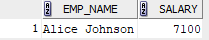 EMP_NAME SALARY
1 Alice Johnson 7100